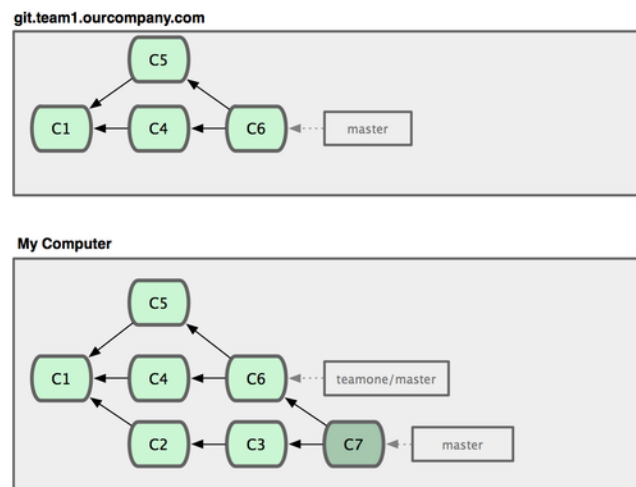 git.team1.ourcompany.com
C5
C1
C4
C6
master
My Computer
C5
C1
C4
C6
teamone/master
C2
C3
C7
master